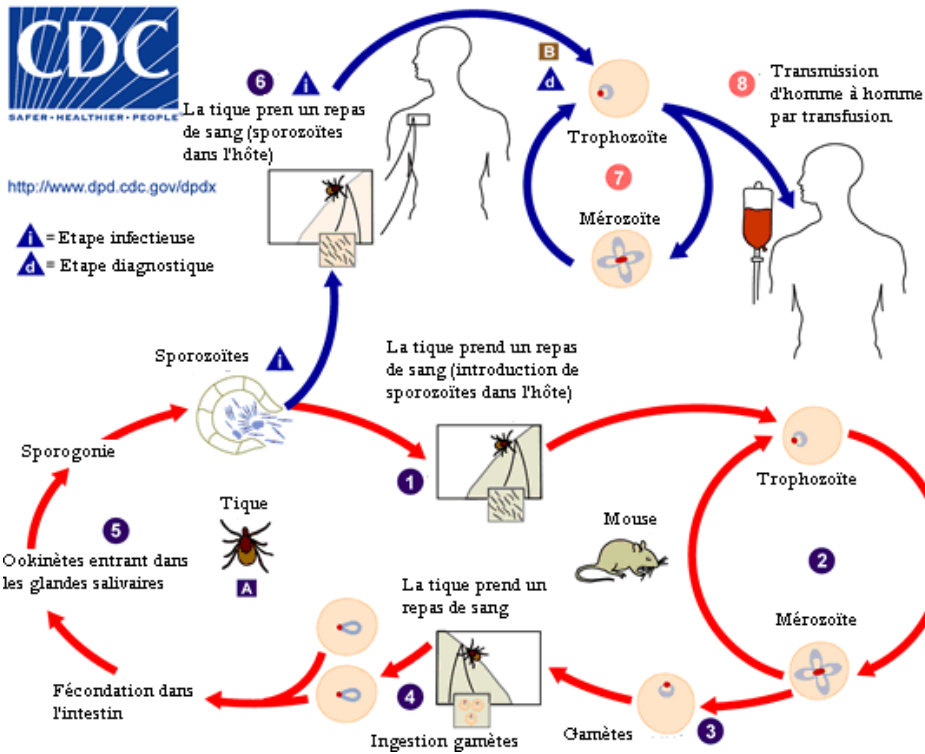 CDC
SAFER•HEALTHIER•PEOPLE
http://www.dpd.cdc.gov/dpdx
i = Etape infectieuse
d = Etape diagnostique
6
i
La tique pren un repas
de sang (sporozoïtes
dans l'hôte)
B
d
Trophozoïte
7
Mérozoïte
8
Transmission
d'homme à homme
par transfusion
Sporozoïtes
i
La tique prend un repas
de sang (introduction de
sporozoïtes dans l'hôte)
1
Sporogonie
Trophozoïte
Tique
A
5
Ookinètes entrant dans
les glandes salivaires
Mouse
2
La tique prend un
repas de sang
Mérozoïte
Fécondation dans
l'intestin
4
Ingestion gamètes
Gamètes
3